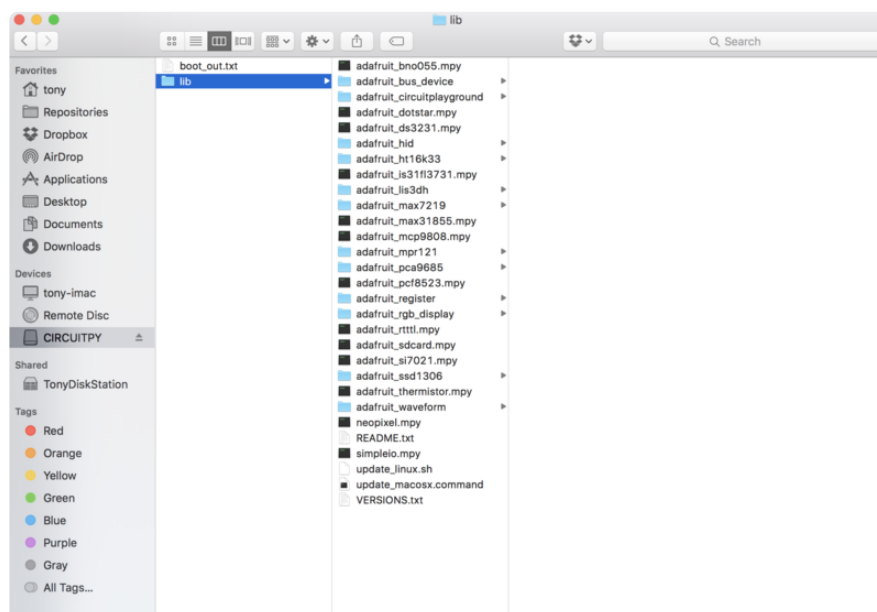 lib
Search
Favorites
tony
Repositories
Dropbox
AirDrop
Applications
Desktop
Documents
Downloads
Devices
tony-imac
Remote Disc
CIRCUITPY
Shared
TonyDiskStation
Tags
Red
Orange
Yellow
Green
Blue
Purple
Gray
All Tags...
boot_out.txt
lib
adafruit_bno055.mpy
adafruit_bus_device
adafruit_circuitplayground
adafruit_dotstar.mpy
adafruit_ds3231.mpy
adafruit_hid
adafruit_ht16k33
adafruit_is31fl3731.mpy
adafruit_lis3dh
adafruit_max7219
adafruit_max31855.mpy
adafruit_mcp9808.mpy
adafruit_mpr121
adafruit_pca9685
adafruit_pcf8523.mpy
adafruit_register
adafruit_rgb_display
adafruit_rtttl.mpy
adafruit_sdcard.mpy
adafruit_si7021.mpy
adafruit_ssd1306
adafruit_thermistor.mpy
adafruit_waveform
neopixel.mpy
README.txt
simpleio.mpy
update_linux.sh
update_macosx.command
VERSIONS.txt